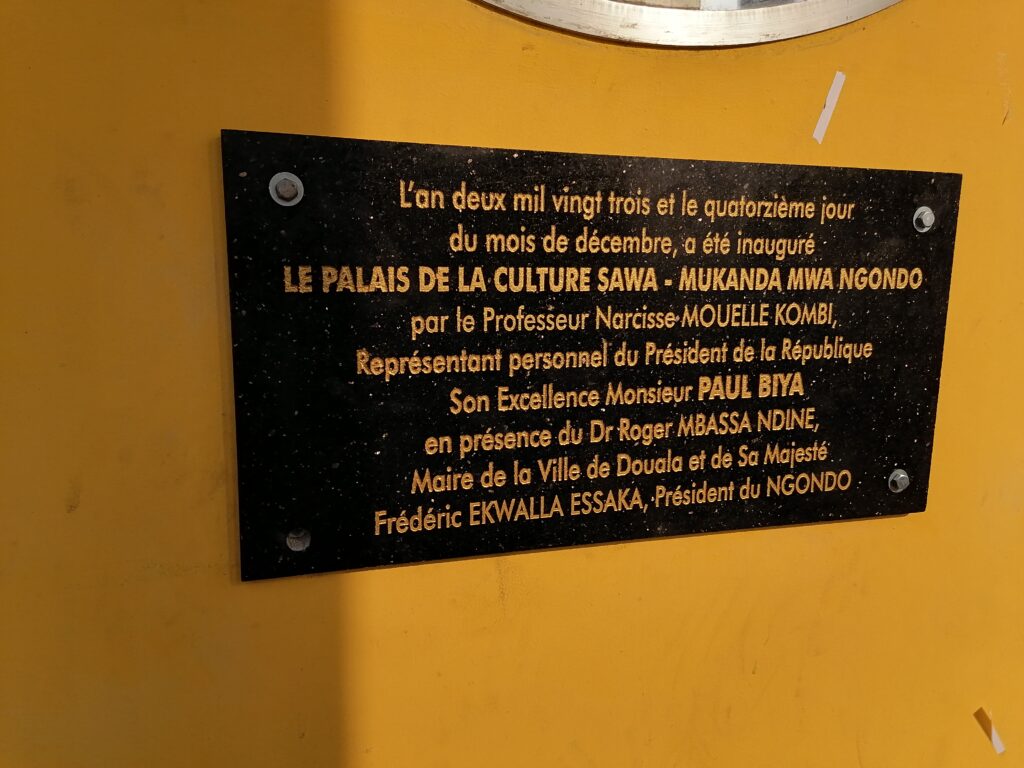 L'an deux mil vingt trois et le quatorzième jour
du mois de décembre, a été inauguré
LE PALAIS DE LA CULTURE SAWA - MUKANDA MWA NGONDO
par le Professeur Narcisse MOUELLE KOMBI,
Représentant personnel du Président de la République
Son Excellence Monsieur PAUL BIYA
en présence du Dr Roger MBASSA NDINE,
Maire de la Ville de Douala et de Sa Majesté
Frédéric EKWALLA ESSAKA, Président du NGONDO